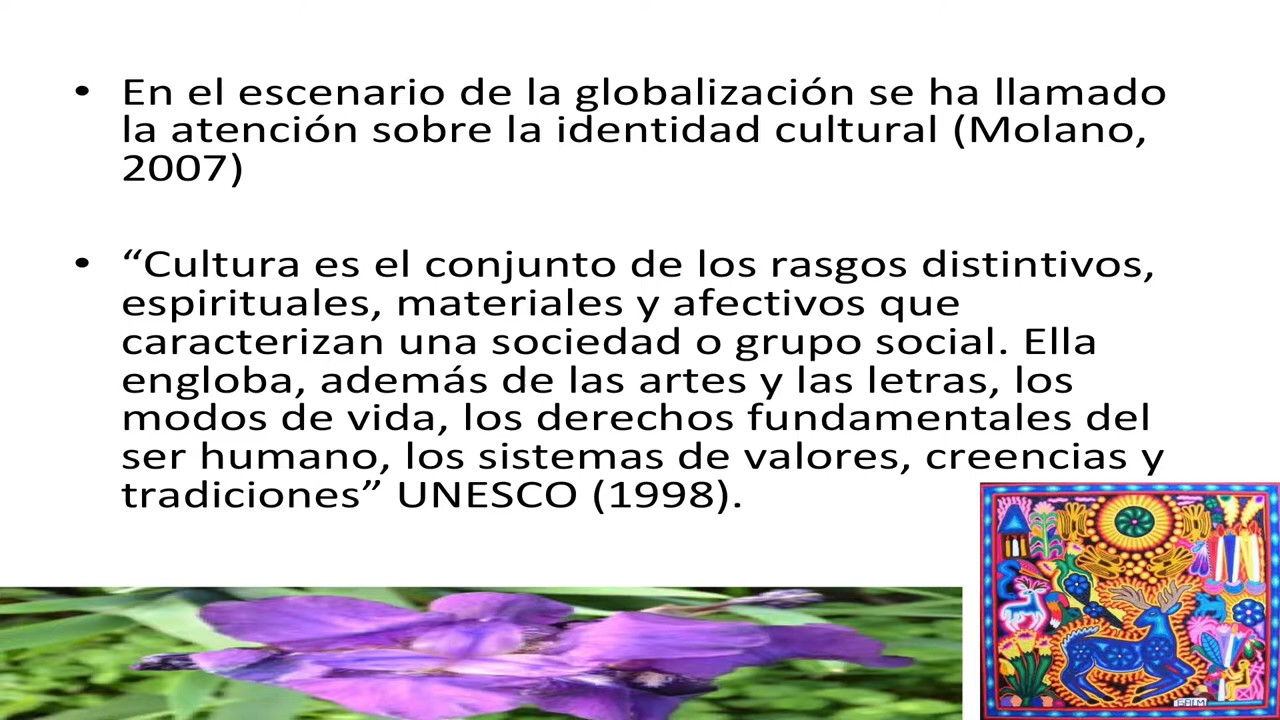 • En el escenario de la globalización se ha llamado
la atención sobre la identidad cultural (Molano,
2007)
• “Cultura es el conjunto de los rasgos distintivos,
espirituales, materiales y afectivos que
caracterizan una sociedad o grupo social. Ella
engloba, además de las artes y las letras, los
modos de vida, los derechos fundamentales del
ser humano, los sistemas de valores, creencias y
tradiciones” UNESCO (1998).